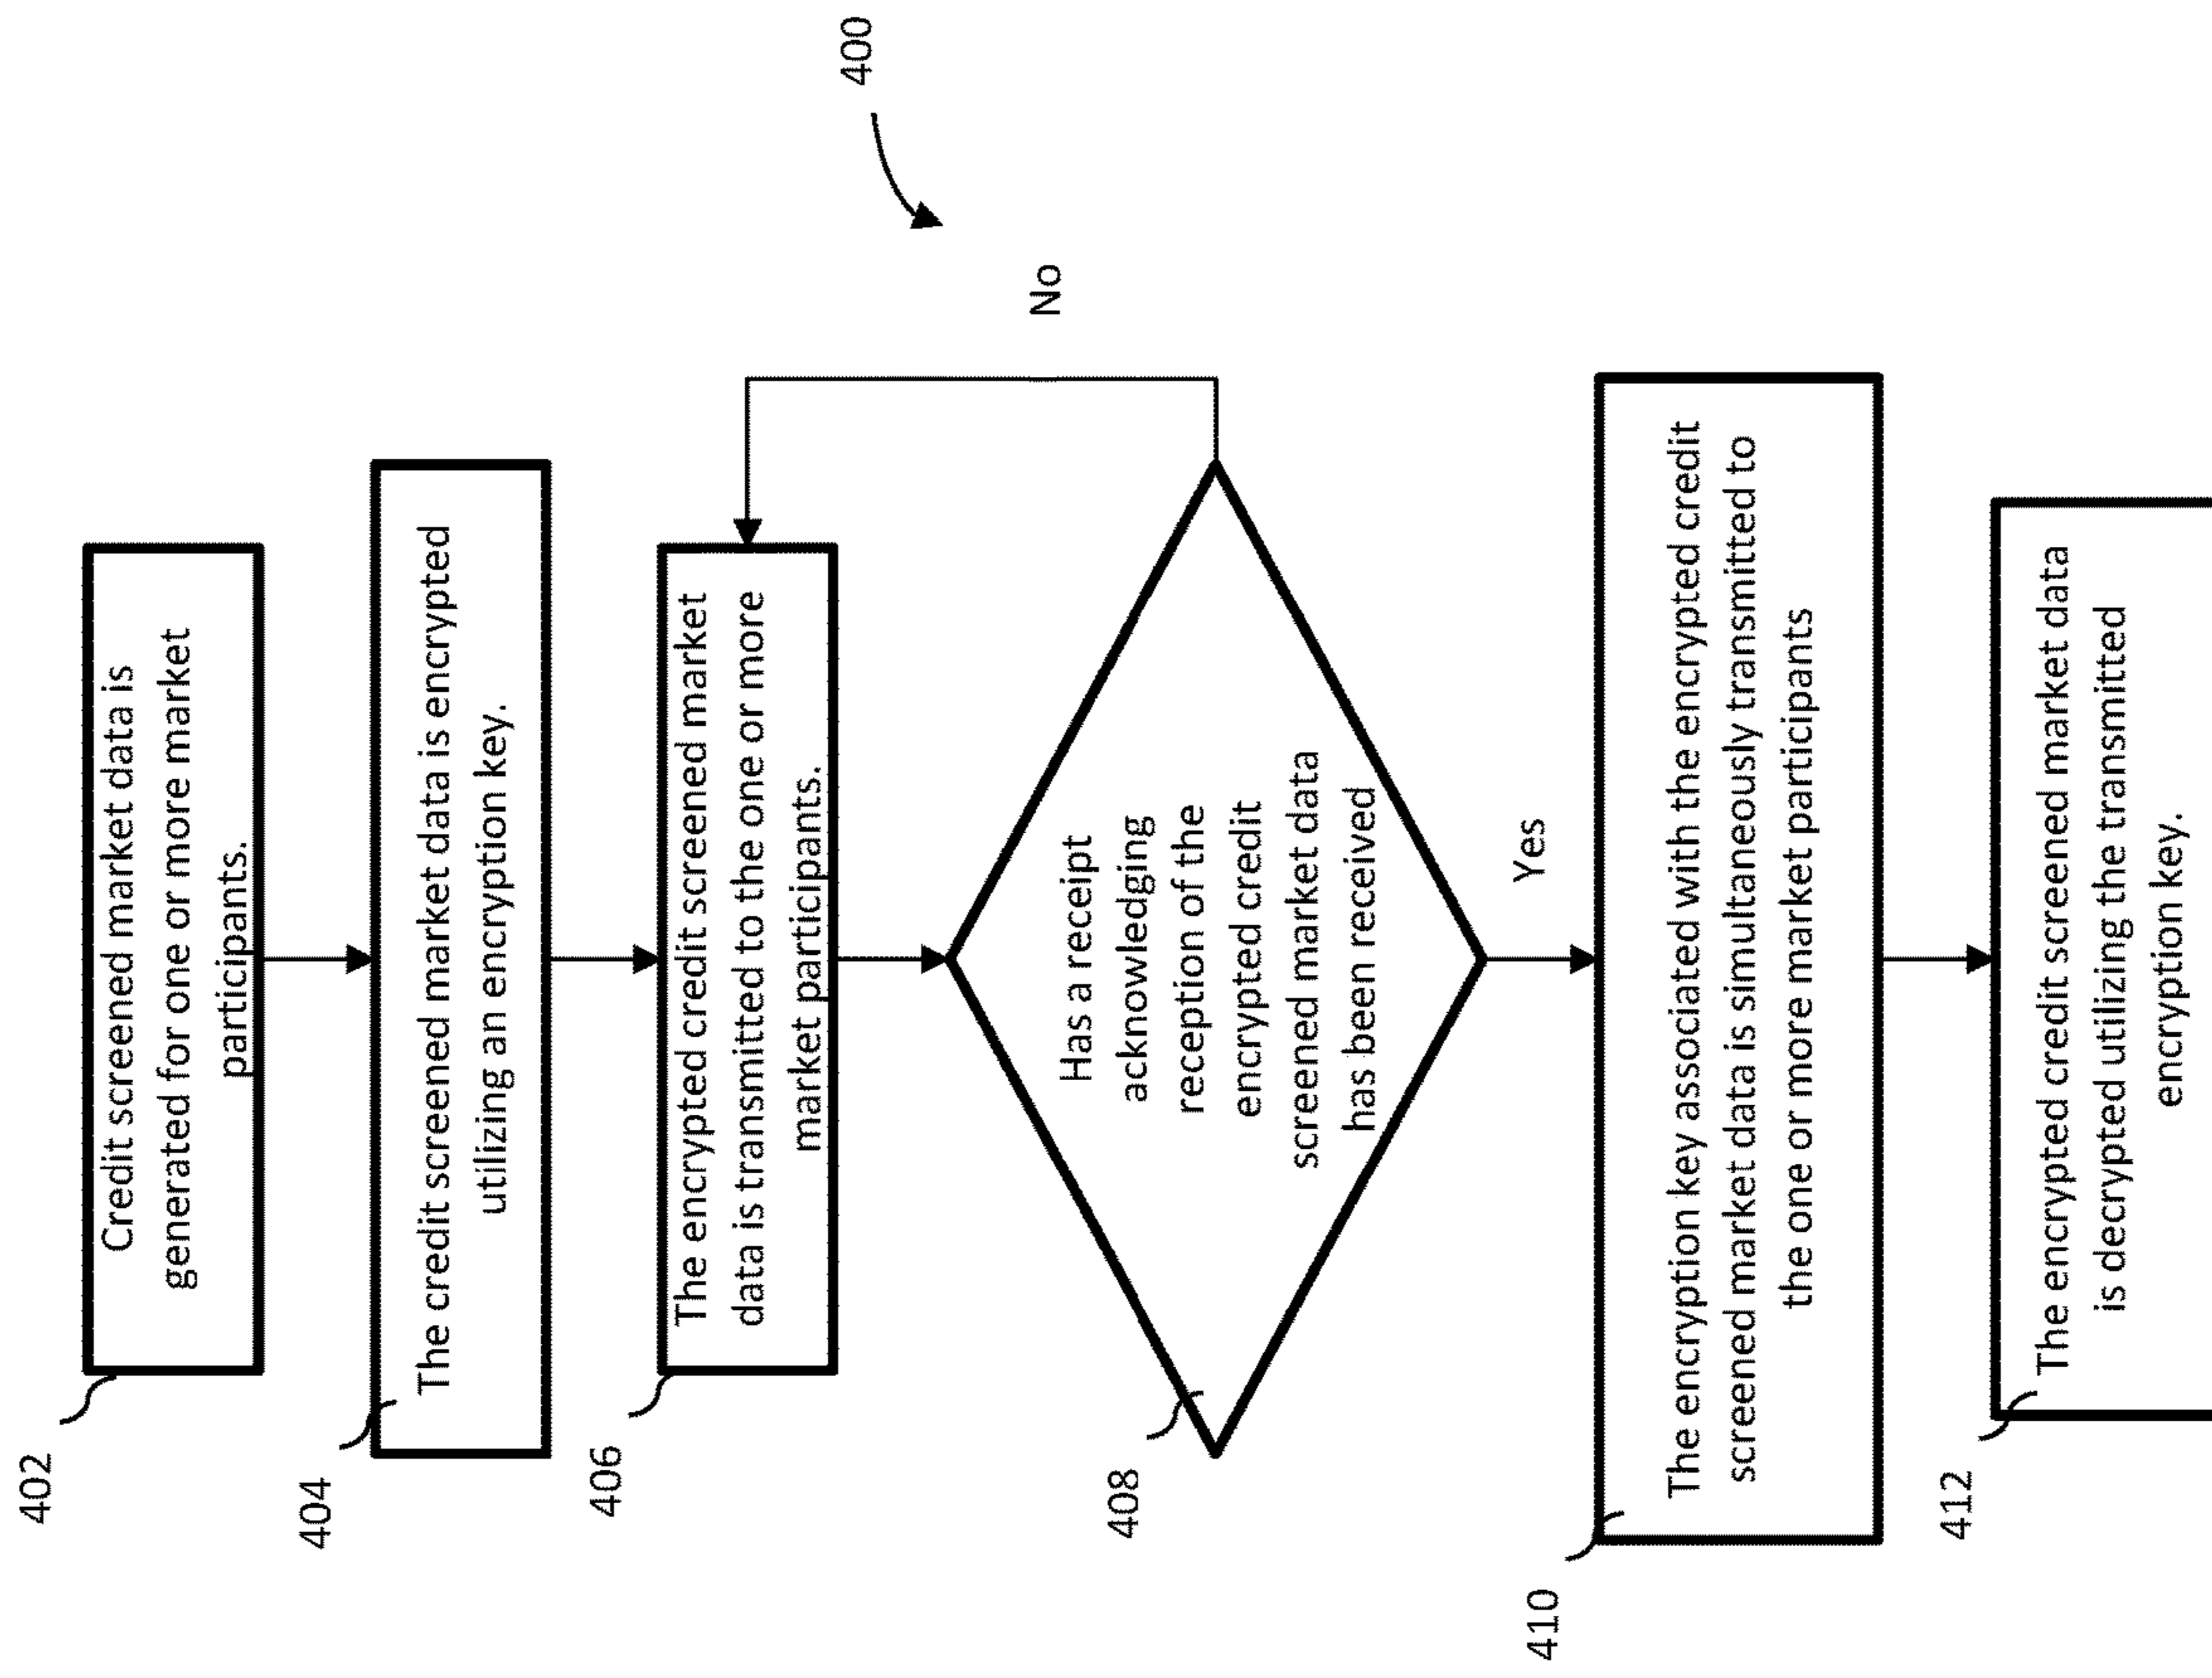 400
402
Credit screened market data is
generated for one or more market
participants.
404
The credit screened market data is encrypted
utilizing an encryption key.
406
The encrypted credit screened market
data is transmitted to the one or more
market participants.
408
Has a receipt
acknowledging
reception of the
encrypted credit
screened market data
has been received
No
Yes
410
The encryption key associated with the encrypted credit
screened market data is simultaneously transmitted to
the one or more market participants
412
The encrypted credit screened market data
is decrypted utilizing the transmitted
encryption key.